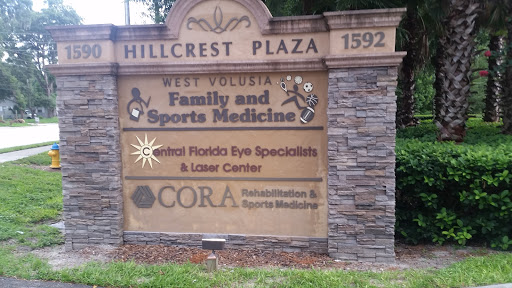 1590 HILLCREST PLAZA 1592
WEST VOLUSIA
Family and
Sports Medicine
Central Florida Eye Specialists
& Laser Center
CORA Rehabilitation &
Sports Medicine